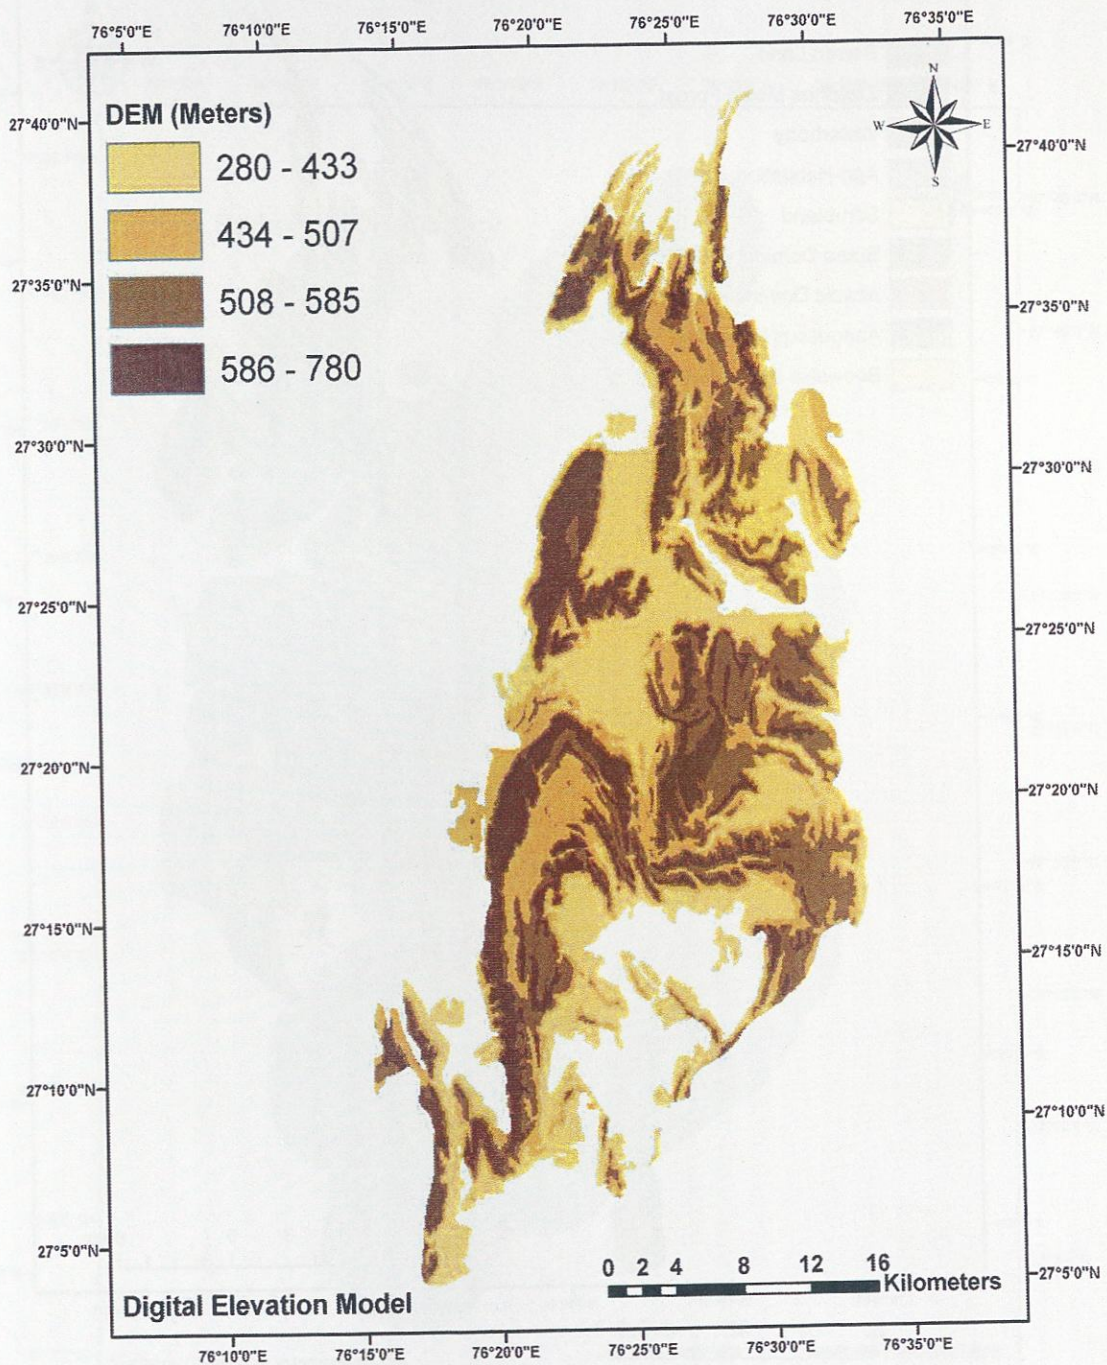 76°5'0"E 76°10'0"E 76°15'0"E 76°20'0"E 76°25'0"E 76°30'0"E 76°35'0"E
N
W E
S
DEM (Meters)
280 - 433
434 - 507
508 - 585
586 - 780
27°40'0"N
27°35'0"N
27°30'0"N
27°25'0"N
27°20'0"N
27°15'0"N
27°10'0"N
27°5'0"N
27°40'0"N
27°35'0"N
27°30'0"N
27°25'0"N
27°20'0"N
27°15'0"N
27°10'0"N
27°5'0"N
0 2 4 8 12 16
Kilometers
Digital Elevation Model
76°10'0"E 76°15'0"E 76°20'0"E 76°25'0"E 76°30'0"E 76°35'0"E